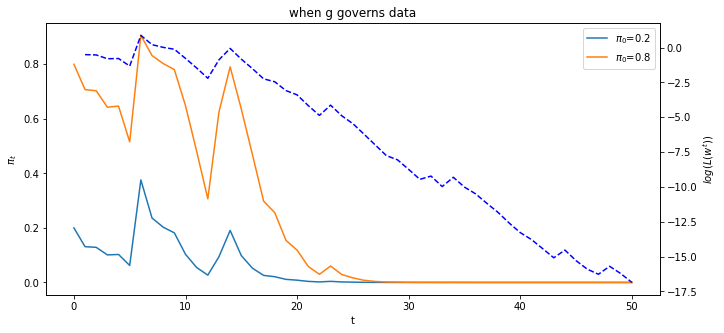 when g governs data
π₀=0.2
π₀=0.8
0.8
0.6
0.4
0.2
0.0
πₜ
0.0
−2.5
−5.0
−7.5
−10.0
−12.5
−15.0
−17.5
log(L(wᵗ))
0 10 20 30 40 50
t